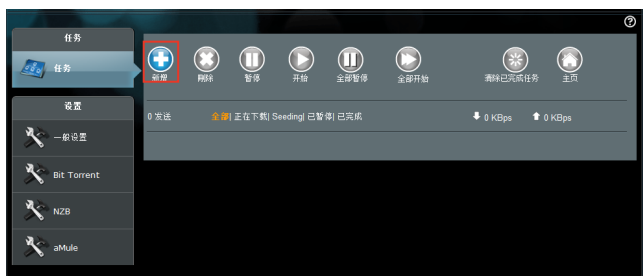 任务
任务
设置
一般设置
Bit Torrent
NZB
aMule
新增 删除 暂停 开始 全部暂停 全部开始 清除已完成任务 主页
0 发送 全部| 正在下载| Seeding| 已暂停| 已完成 0 KBps 0 KBps